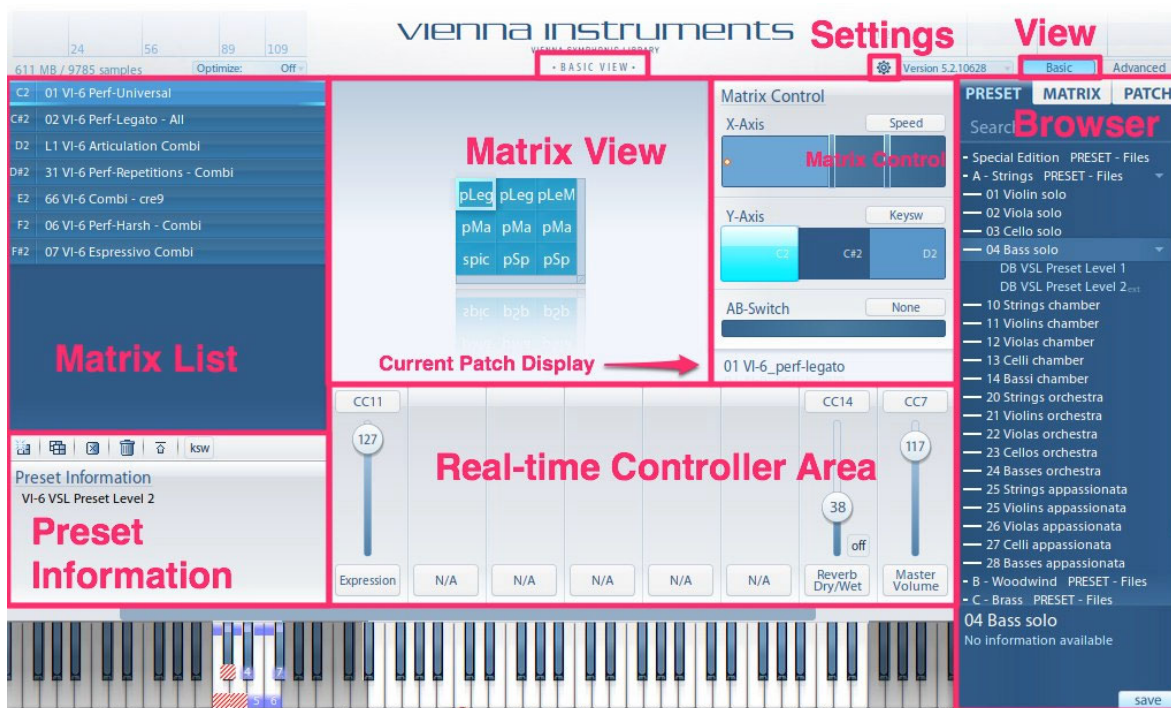 vienna instruments
VIENNA SYMPHONIC LIBRARY
Settings
View
24 56 89 109
611 MB / 9785 samples Optimize: Off
• BASIC VIEW •
Version 5.2.10628
Basic
Advanced
C2 01 VI-6 Perf-Universal
C#2 02 VI-6 Perf-Legato - All
D2 L1 VI-6 Articulation Combi
D#2 31 VI-6 Perf-Repetitions - Combi
E2 66 VI-6 Combi - cre9
F2 06 VI-6 Perf-Harsh - Combi
F#2 07 VI-6 Espressivo Combi
Matrix List
ksw
Preset Information
VI-6 VSL Preset Level 2
Preset
Information
Matrix View
pLeg pLeg pLeM
pMa pMa pMa
spic pSp pSp
Current Patch Display
Matrix Control
X-Axis Speed
Matrix Control
Y-Axis Keysw
C2 C#2 D2
AB-Switch None
01 VI-6_perf-legato
CC11 CC14 CC7
127
117
38
off
Real-time Controller Area
Expression N/A N/A N/A N/A N/A Reverb Dry/Wet Master Volume
4 7
5 6
PRESET MATRIX PATCH
Search
Browser
Special Edition PRESET - Files
A - Strings PRESET - Files
01 Violin solo
02 Viola solo
03 Cello solo
04 Bass solo
DB VSL Preset Level 1
DB VSL Preset Level 2 ext
10 Strings chamber
11 Violins chamber
12 Violas chamber
13 Celli chamber
14 Bassi chamber
20 Strings orchestra
21 Violins orchestra
22 Violas orchestra
23 Cellos orchestra
24 Basses orchestra
25 Strings appassionata
25 Violins appassionata
26 Violas appassionata
27 Celli appassionata
28 Basses appassionata
B - Woodwind PRESET - Files
C - Brass PRESET - Files
04 Bass solo
No information available
save